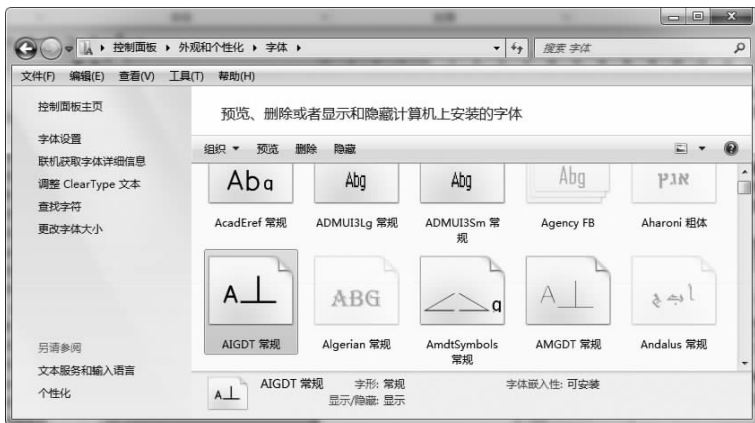 控制面板 ▸ 外观和个性化 ▸ 字体 ▸
搜索 字体
文件(F) 编辑(E) 查看(V) 工具(T) 帮助(H)
控制面板主页
字体设置
联机获取字体详细信息
调整 ClearType 文本
查找字符
更改字体大小
另请参阅
文本服务和输入语言
个性化
预览、删除或者显示和隐藏计算机上安装的字体
组织 ▼ 预览 删除 隐藏
Abg Abg Abg Abg אבץ
AcadEref 常规 ADMUI3Lg 常规 ADMUI3Sm 常规 Agency FB Aharoni 粗体
A ABG g A أ ب ج
AIGDT 常规 Algerian 常规 AmdtSymbols 常规 AMGDT 常规 Andalus 常规
A AIGDT 常规 字形: 常规 字体嵌入性: 可安装
显示/隐藏: 显示